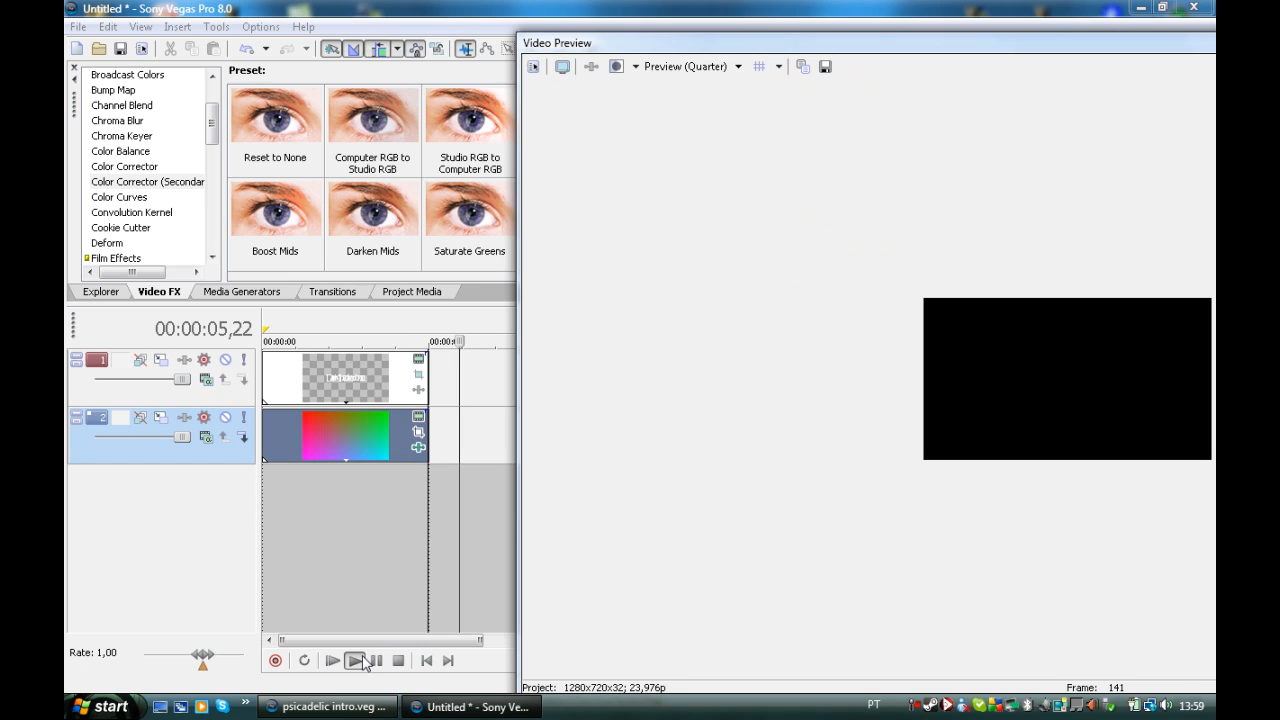 Untitled * - Sony Vegas Pro 8.0
File Edit View Insert Tools Options Help
Video Preview
Preview (Quarter)
Broadcast Colors
Bump Map
Channel Blend
Chroma Blur
Chroma Keyer
Color Balance
Color Corrector
Color Corrector (Secondar
Color Curves
Convolution Kernel
Cookie Cutter
Deform
Film Effects
Preset:
Reset to None
Computer RGB to
Studio RGB
Studio RGB to
Computer RGB
Boost Mids
Darken Mids
Saturate Greens
Explorer Video FX Media Generators Transitions Project Media
00:00:05,22
00:00:00
1
2
Rate: 1,00
Project: 1280x720x32; 23,976p
Frame: 141
start
psicadelic intro.veg ...
Untitled * - Sony Ve...
PT
13:59